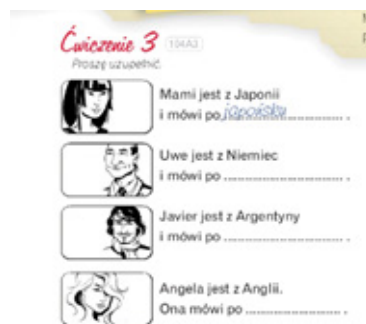 Ćwiczenie 3 104A3
Proszę uzupełnić.
Mami jest z Japonii
i mówi po japońsku .
Uwe jest z Niemiec
i mówi po .............................. .
Javier jest z Argentyny
i mówi po .............................. .
Angela jest z Anglii.
Ona mówi po ........................ .